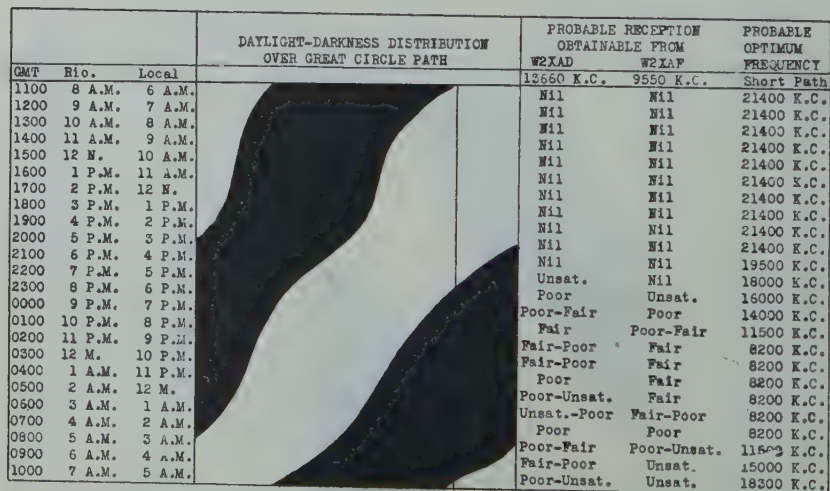 DAYLIGHT-DARKNESS DISTRIBUTION
OVER GREAT CIRCLE PATH
PROBABLE RECEPTION
OBTAINABLE FROM
PROBABLE
OPTIMUM
FREQUENCY
W2XAD W2XAF
GMT Rio. Local 13660 K.C. 9550 K.C. Short Path
1100 8 A.M. 6 A.M. Nil Nil 21400 K.C.
1200 9 A.M. 7 A.M. Nil Nil 21400 K.C.
1300 10 A.M. 8 A.M. Nil Nil 21400 K.C.
1400 11 A.M. 9 A.M. Nil Nil 21400 K.C.
1500 12 N. 10 A.M. Nil Nil 21400 K.C.
1600 1 P.M. 11 A.M. Nil Nil 21400 K.C.
1700 2 P.M. 12 N. Nil Nil 21400 K.C.
1800 3 P.M. 1 P.M. Nil Nil 21400 K.C.
1900 4 P.M. 2 P.M. Nil Nil 21400 K.C.
2000 5 P.M. 3 P.M. Nil Nil 21400 K.C.
2100 6 P.M. 4 P.M. Nil Nil 19500 K.C.
2200 7 P.M. 5 P.M. Unsat. Nil 18000 K.C.
2300 8 P.M. 6 P.M. Poor Unsat. 16000 K.C.
0000 9 P.M. 7 P.M. Poor-Fair Poor 14000 K.C.
0100 10 P.M. 8 P.M. Fair Poor-Fair 11500 K.C.
0200 11 P.M. 9 P.M. Fair-Poor Fair 8200 K.C.
0300 12 M. 10 P.M. Fair-Poor Fair 8200 K.C.
0400 1 A.M. 11 P.M. Poor Fair 8200 K.C.
0500 2 A.M. 12 M. Poor-Unsat. Fair 8200 K.C.
0600 3 A.M. 1 A.M. Unsat.-Poor Fair-Poor 8200 K.C.
0700 4 A.M. 2 A.M. Poor Poor 8200 K.C.
0800 5 A.M. 3 A.M. Poor-Fair Poor-Unsat. 11500 K.C.
0900 6 A.M. 4 A.M. Fair-Poor Unsat. 15000 K.C.
1000 7 A.M. 5 A.M. Poor-Unsat. Unsat. 18300 K.C.